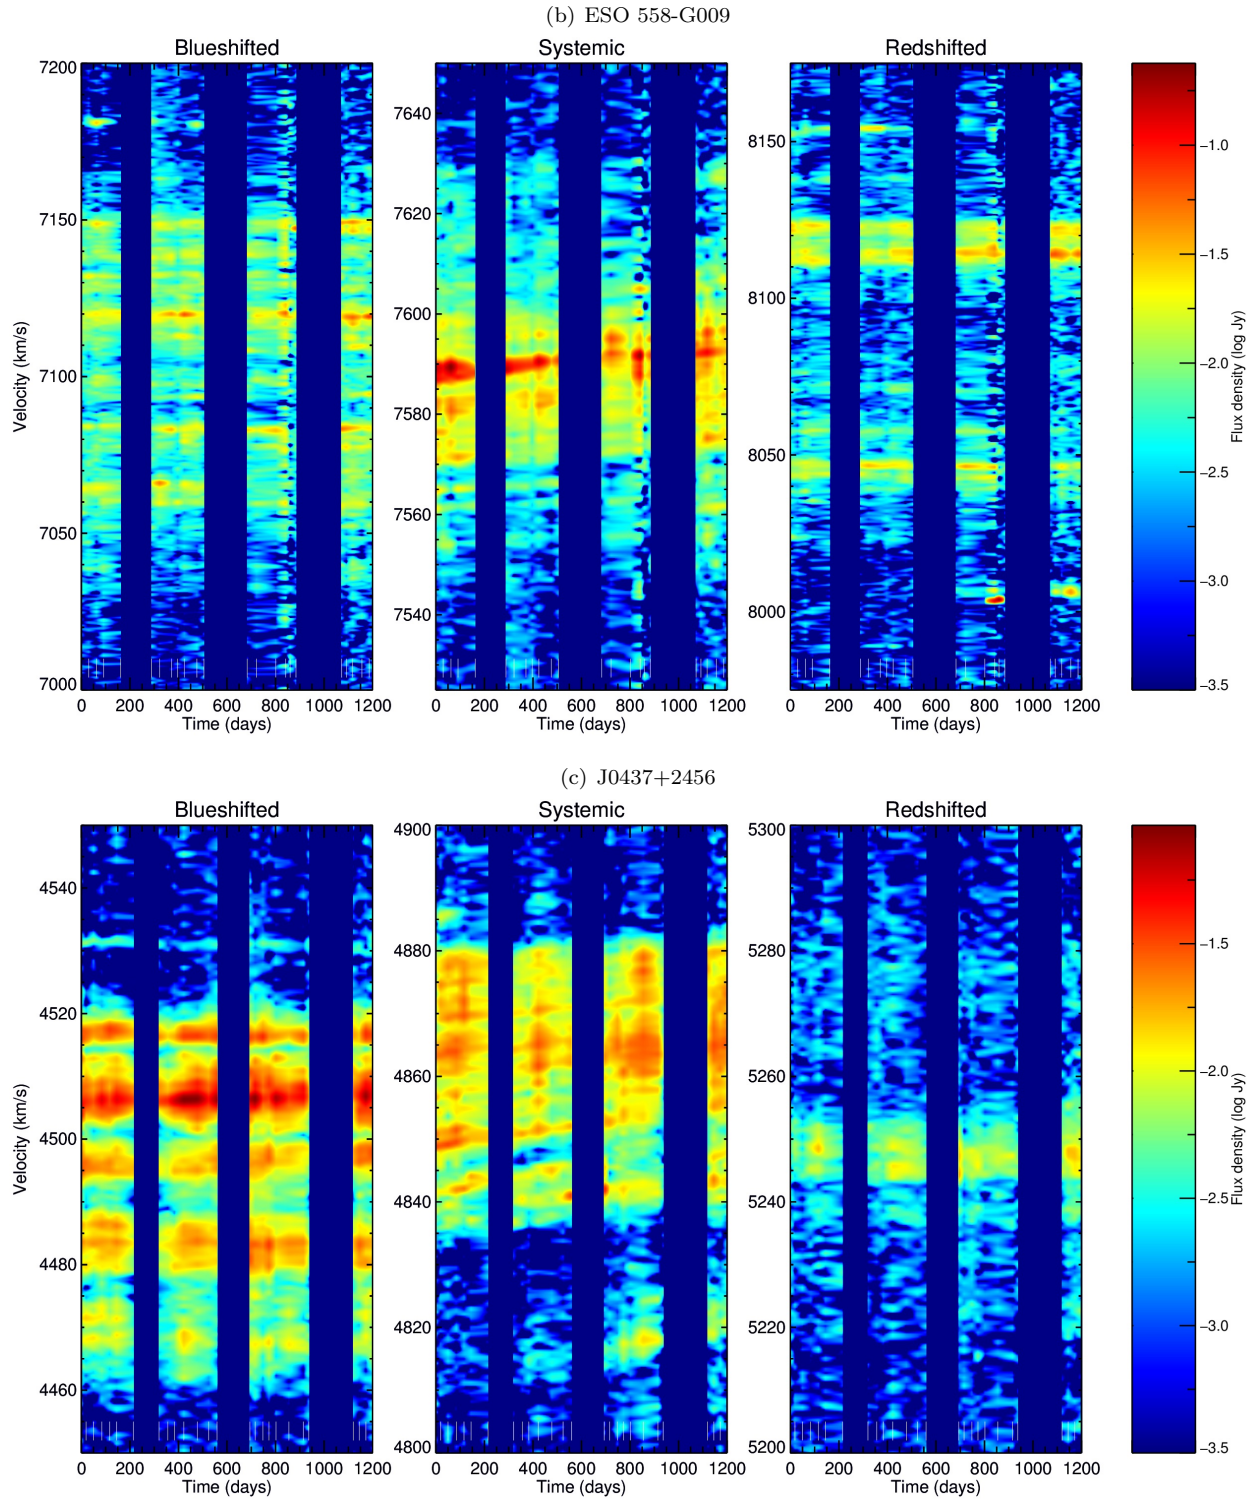 (b) ESO 558-G009
Blueshifted Systemic Redshifted
7200
7150
7100
7050
7000
Velocity (km/s)
0 200 400 600 800 1000 1200
Time (days)
7640
7620
7600
7580
7560
7540
0 200 400 600 800 1000 1200
Time (days)
8150
8100
8050
8000
0 200 400 600 800 1000 1200
Time (days)
−1.0
−1.5
−2.0
−2.5
−3.0
−3.5
Flux density (log Jy)
(c) J0437+2456
Blueshifted Systemic Redshifted
4540
4520
4500
4480
4460
Velocity (km/s)
0 200 400 600 800 1000 1200
Time (days)
4900
4880
4860
4840
4820
4800
0 200 400 600 800 1000 1200
Time (days)
5300
5280
5260
5240
5220
5200
0 200 400 600 800 1000 1200
Time (days)
−1.5
−2.0
−2.5
−3.0
−3.5
Flux density (log Jy)